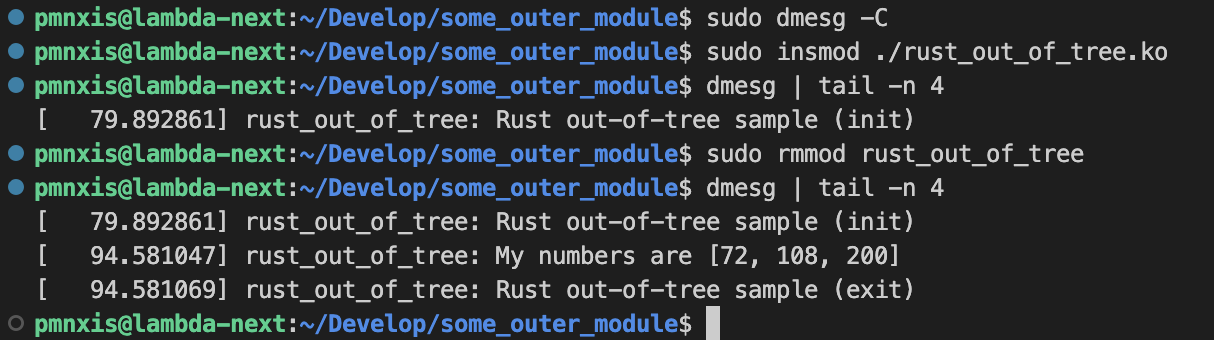 pmnxis@lambda-next:~/Develop/some_outer_module$ sudo dmesg -C
pmnxis@lambda-next:~/Develop/some_outer_module$ sudo insmod ./rust_out_of_tree.ko
pmnxis@lambda-next:~/Develop/some_outer_module$ dmesg | tail -n 4
[   79.892861] rust_out_of_tree: Rust out-of-tree sample (init)
pmnxis@lambda-next:~/Develop/some_outer_module$ sudo rmmod rust_out_of_tree
pmnxis@lambda-next:~/Develop/some_outer_module$ dmesg | tail -n 4
[   79.892861] rust_out_of_tree: Rust out-of-tree sample (init)
[   94.581047] rust_out_of_tree: My numbers are [72, 108, 200]
[   94.581069] rust_out_of_tree: Rust out-of-tree sample (exit)
pmnxis@lambda-next:~/Develop/some_outer_module$